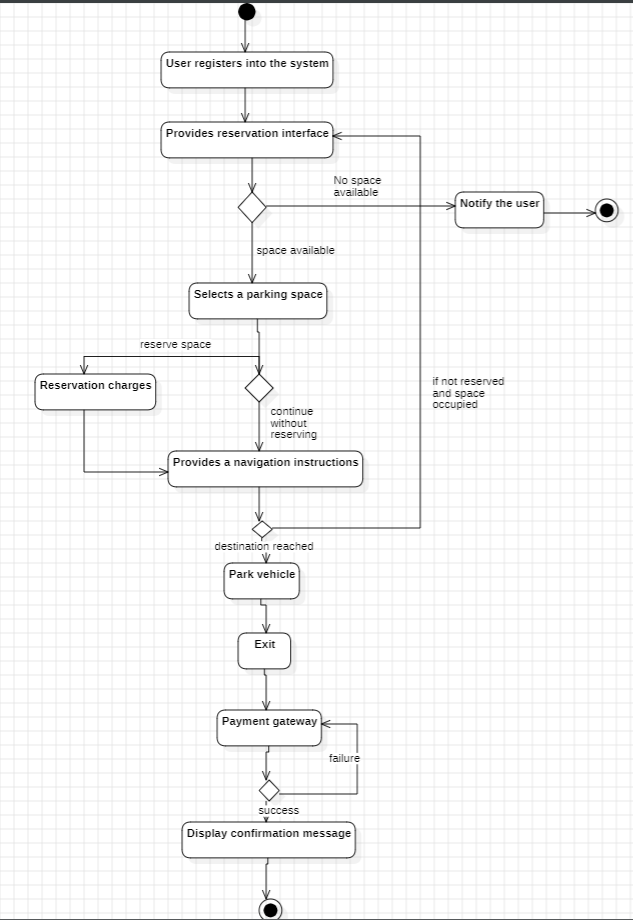 User registers into the system
Provides reservation interface
No space
available
Notify the user
space available
Selects a parking space
reserve space
Reservation charges
if not reserved
and space
occupied
continue
without
reserving
Provides a navigation instructions
destination reached
Park vehicle
Exit
Payment gateway
failure
success
Display confirmation message